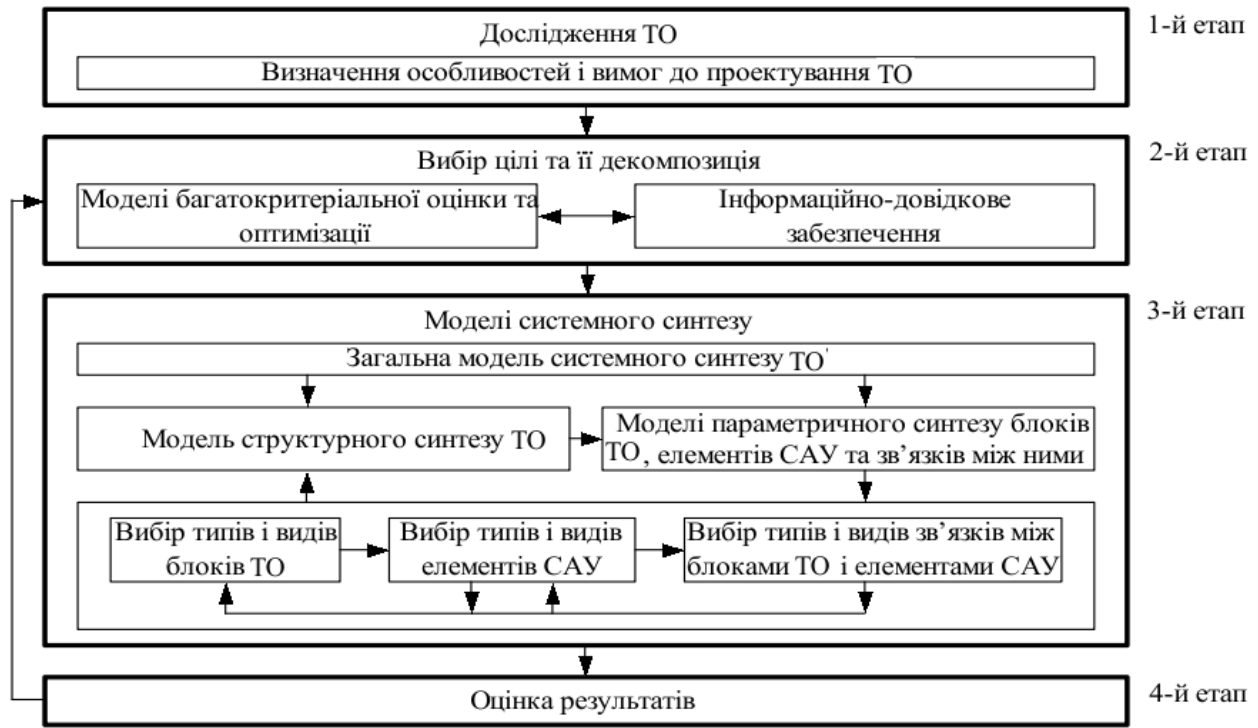 Дослідження ТО
1-й етап
Визначення особливостей і вимог до проектування ТО
Вибір цілі та її декомпозиція
2-й етап
Моделі багатокритеріальної оцінки та
оптимізації
Інформаційно-довідкове
забезпечення
Моделі системного синтезу
3-й етап
Загальна модель системного синтезу ТО
Модель структурного синтезу ТО
Моделі параметричного синтезу блоків
ТО, елементів САУ та зв’язків між ними
Вибір типів і видів
блоків ТО
Вибір типів і видів
елементів САУ
Вибір типів і видів зв’язків між
блоками ТО і елементами САУ
Оцінка результатів
4-й етап